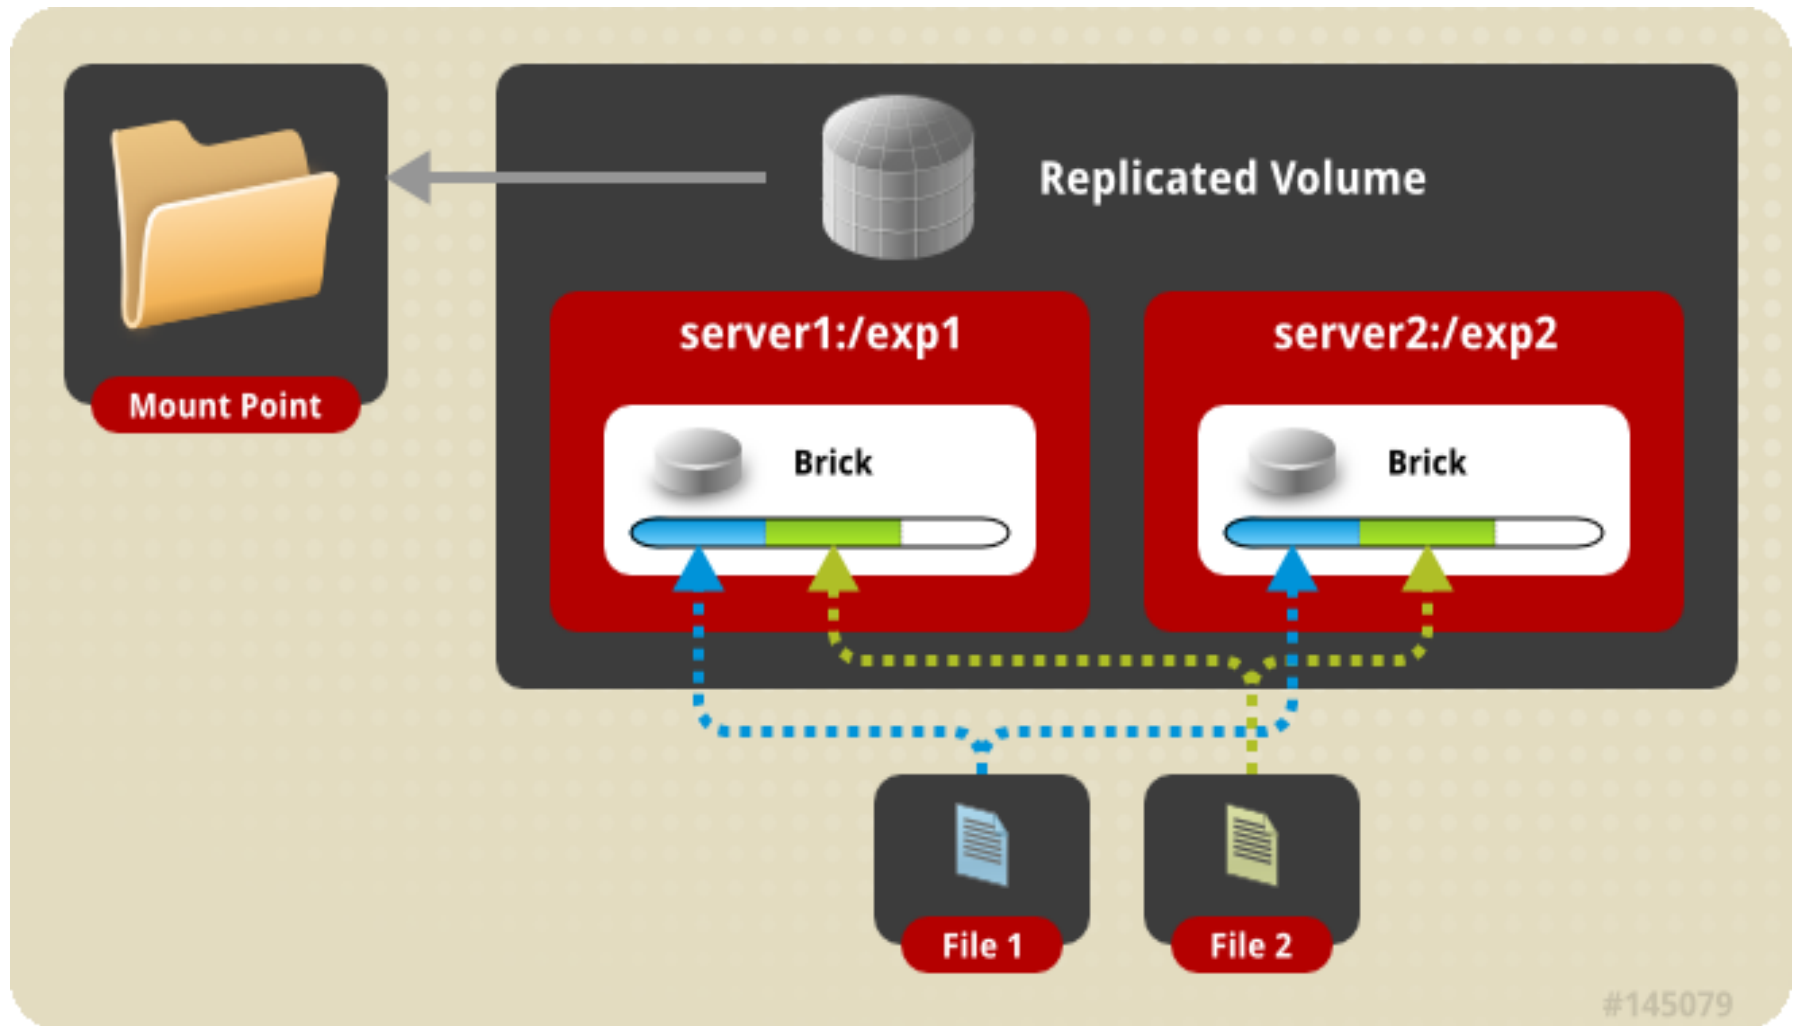 Replicated Volume
Mount Point
server1:/exp1
server2:/exp2
Brick
Brick
File 1
File 2
#145079